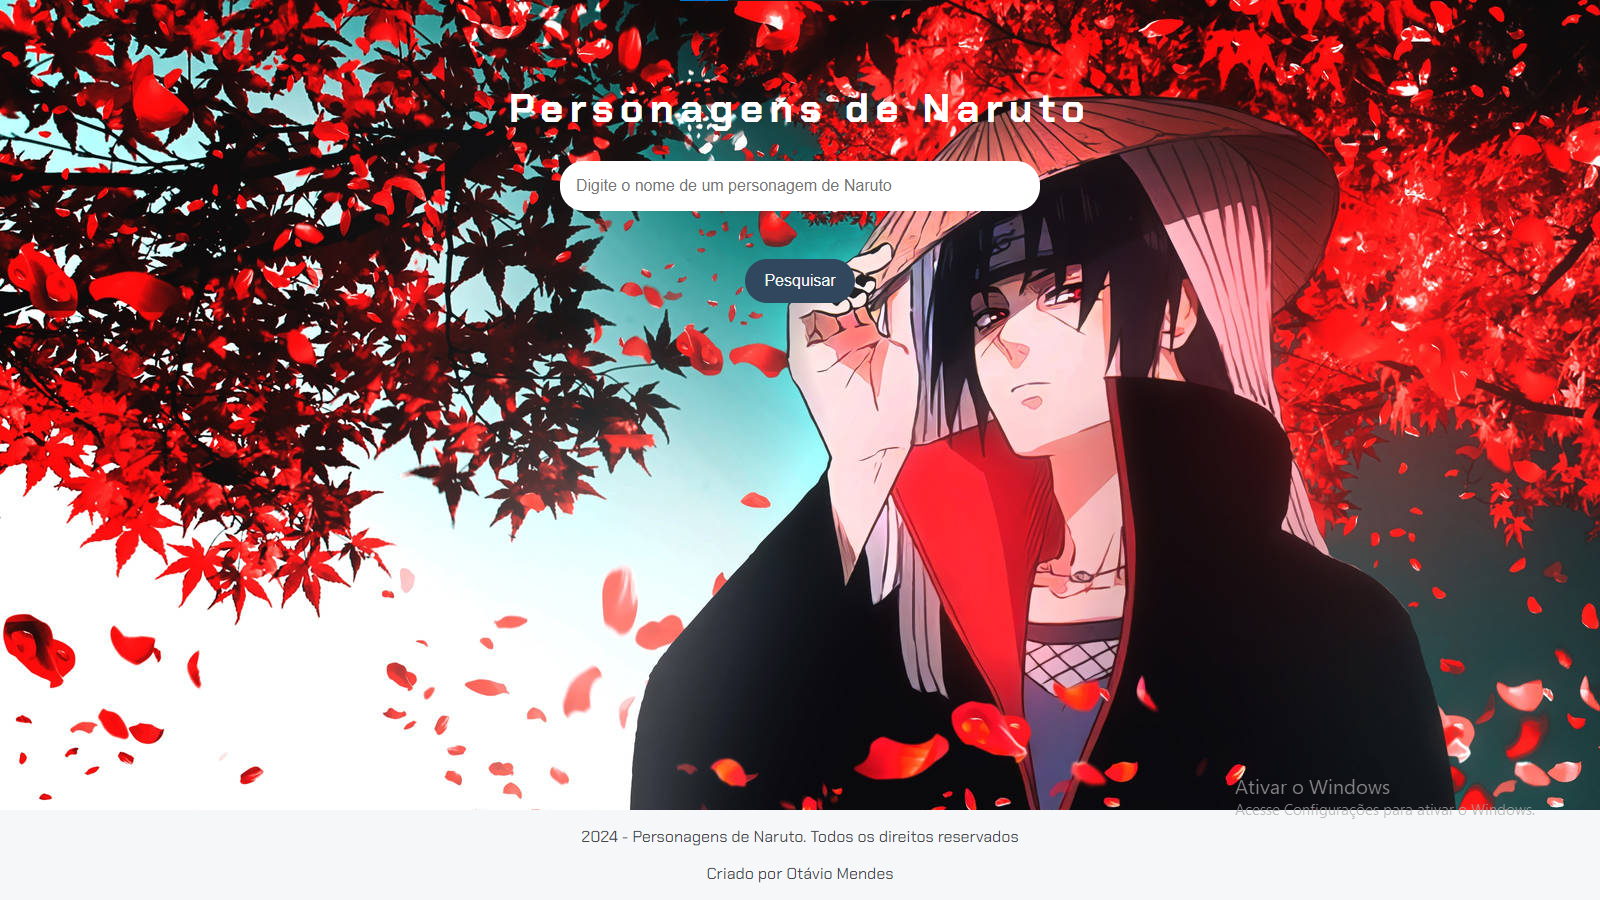 Personagens de Naruto
Digite o nome de um personagem de Naruto
Pesquisar
Ativar o Windows
Acesse Configurações para ativar o Windows.
2024 - Personagens de Naruto. Todos os direitos reservados
Criado por Otávio Mendes